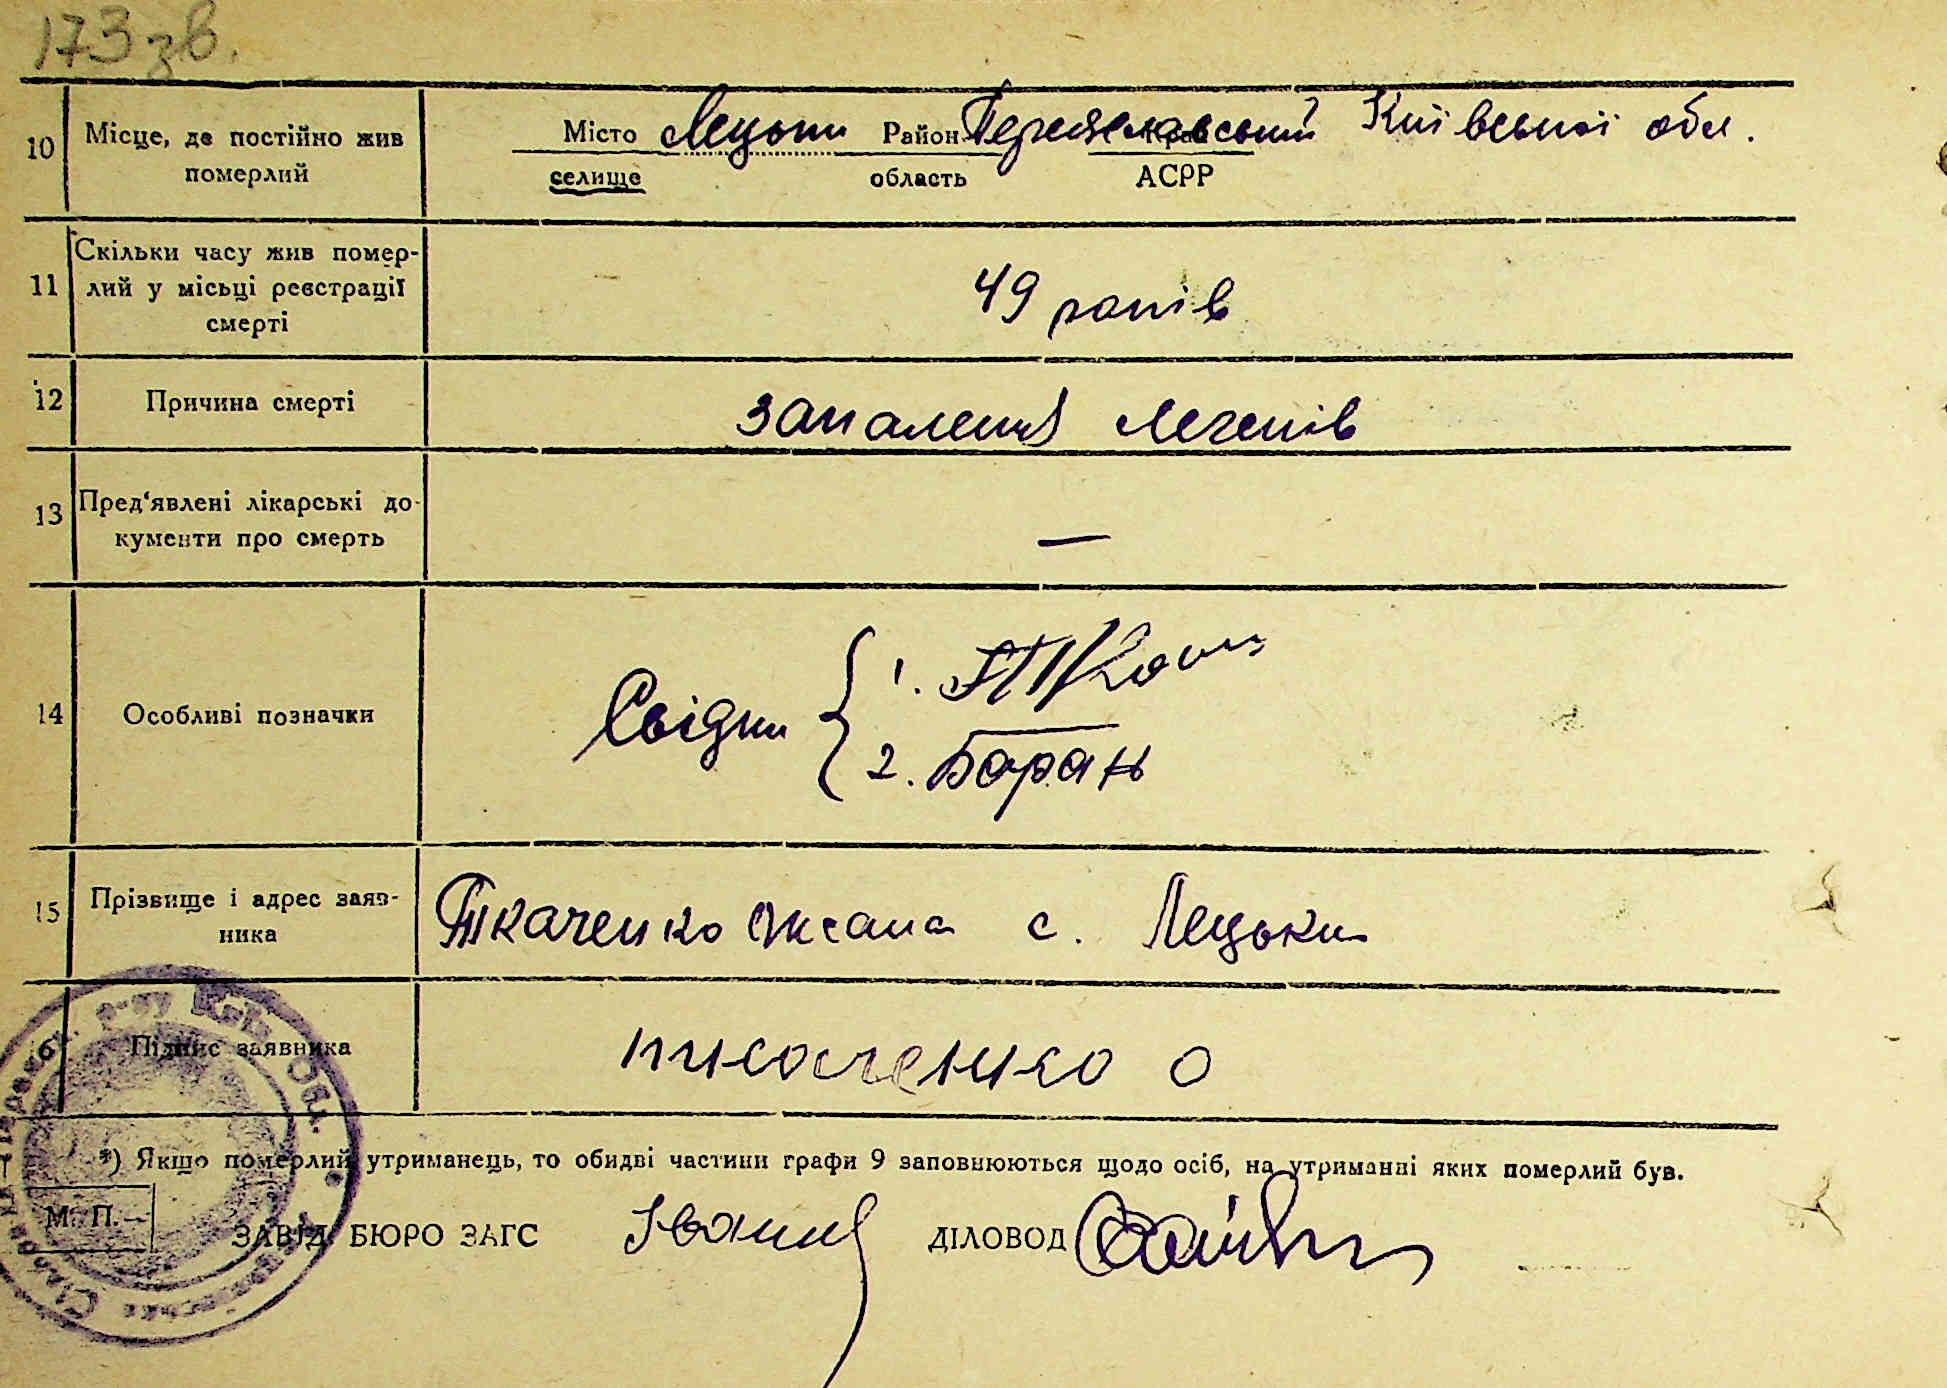 173 зв.
10 Місце, де постійно жив померлий
Місто Лецьки Район Переяславський Київської обл.
селище область АСРР
11 Скільки часу жив помер-
лий у місьці реєстрації
смерті
49 років
12 Причина смерті запалення легенів
13 Пред‘явлені лікарські до-
кументи про смерть
—
14 Особливі позначки
Свідки { 1.
2. Баран
15 Прізвище і адрес заяв-
ника
Ткаченко Оксана с. Лецьки
Підпис заявника ткаченко О
*) Якщо померлий утриманець, то обидві частини графи 9 заповнюються щодо осіб, на утриманні яких померлий був.
М. П.
ЗАВІД. БЮРО ЗАГС ДІЛОВОД